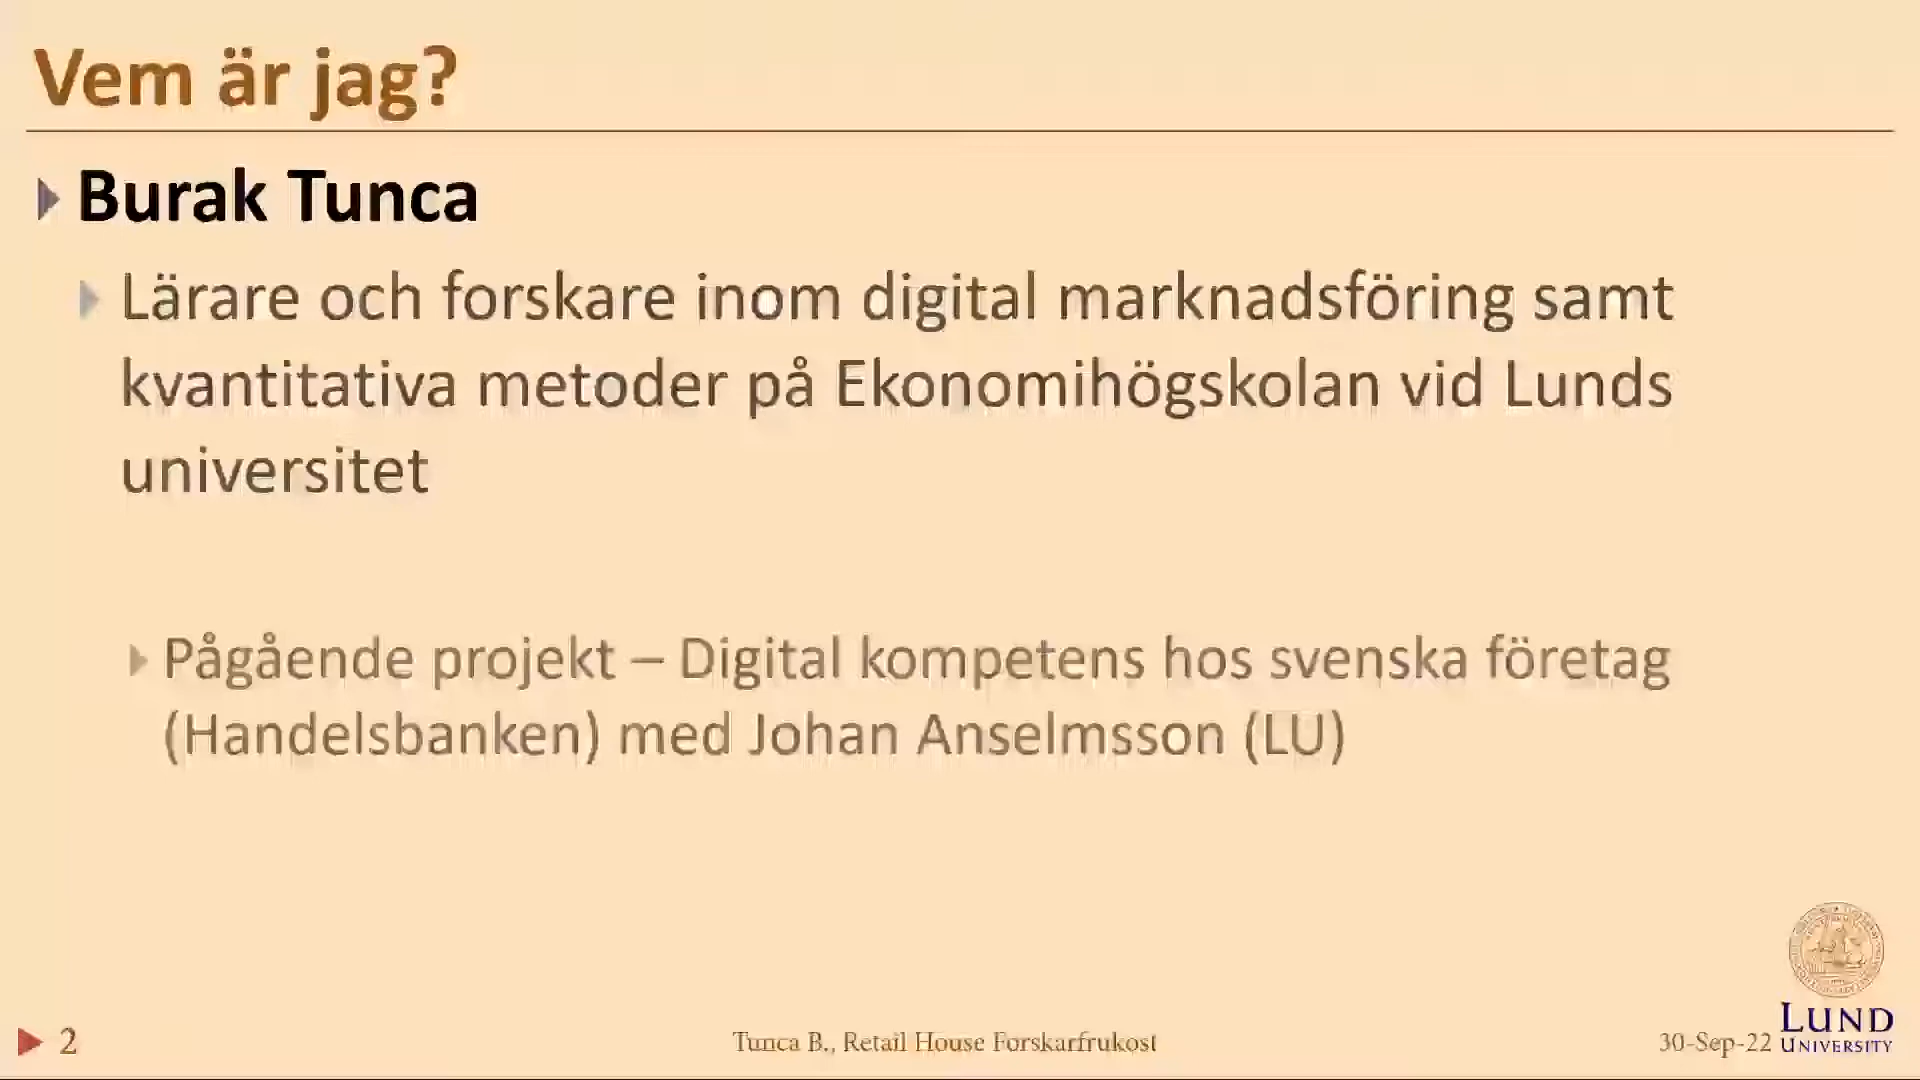 Vem är jag?
Burak Tunca
Lärare och forskare inom digital marknadsföring samt
kvantitativa metoder på Ekonomihögskolan vid Lunds
universitet
Pågående projekt – Digital kompetens hos svenska företag
(Handelsbanken) med Johan Anselmsson (LU)
2
Tunca B., Retail House Forskarfrukost
30-Sep-22
LUND
UNIVERSITY